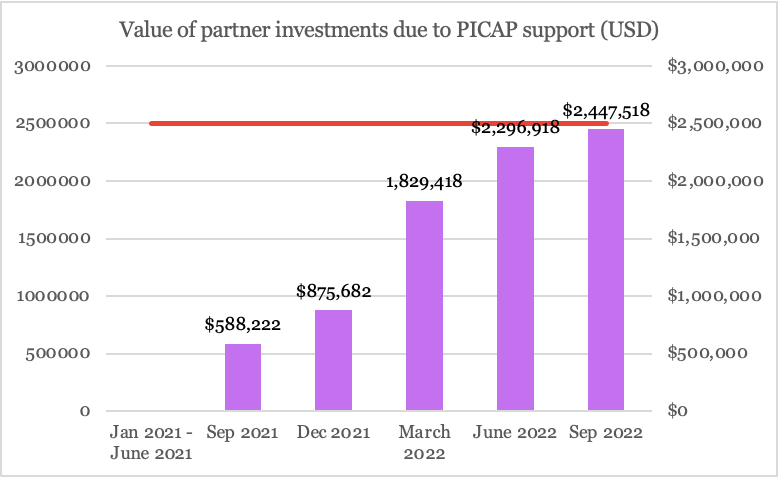 Value of partner investments due to PICAP support (USD)
3000000
2500000
2000000
1500000
1000000
500000
0
$588,222
$875,682
1,829,418
$2,296,918
$2,447,518
$3,000,000
$2,500,000
$2,000,000
$1,500,000
$1,000,000
$500,000
$0
Jan 2021 -
June 2021
Sep 2021
Dec 2021
March
2022
June 2022
Sep 2022